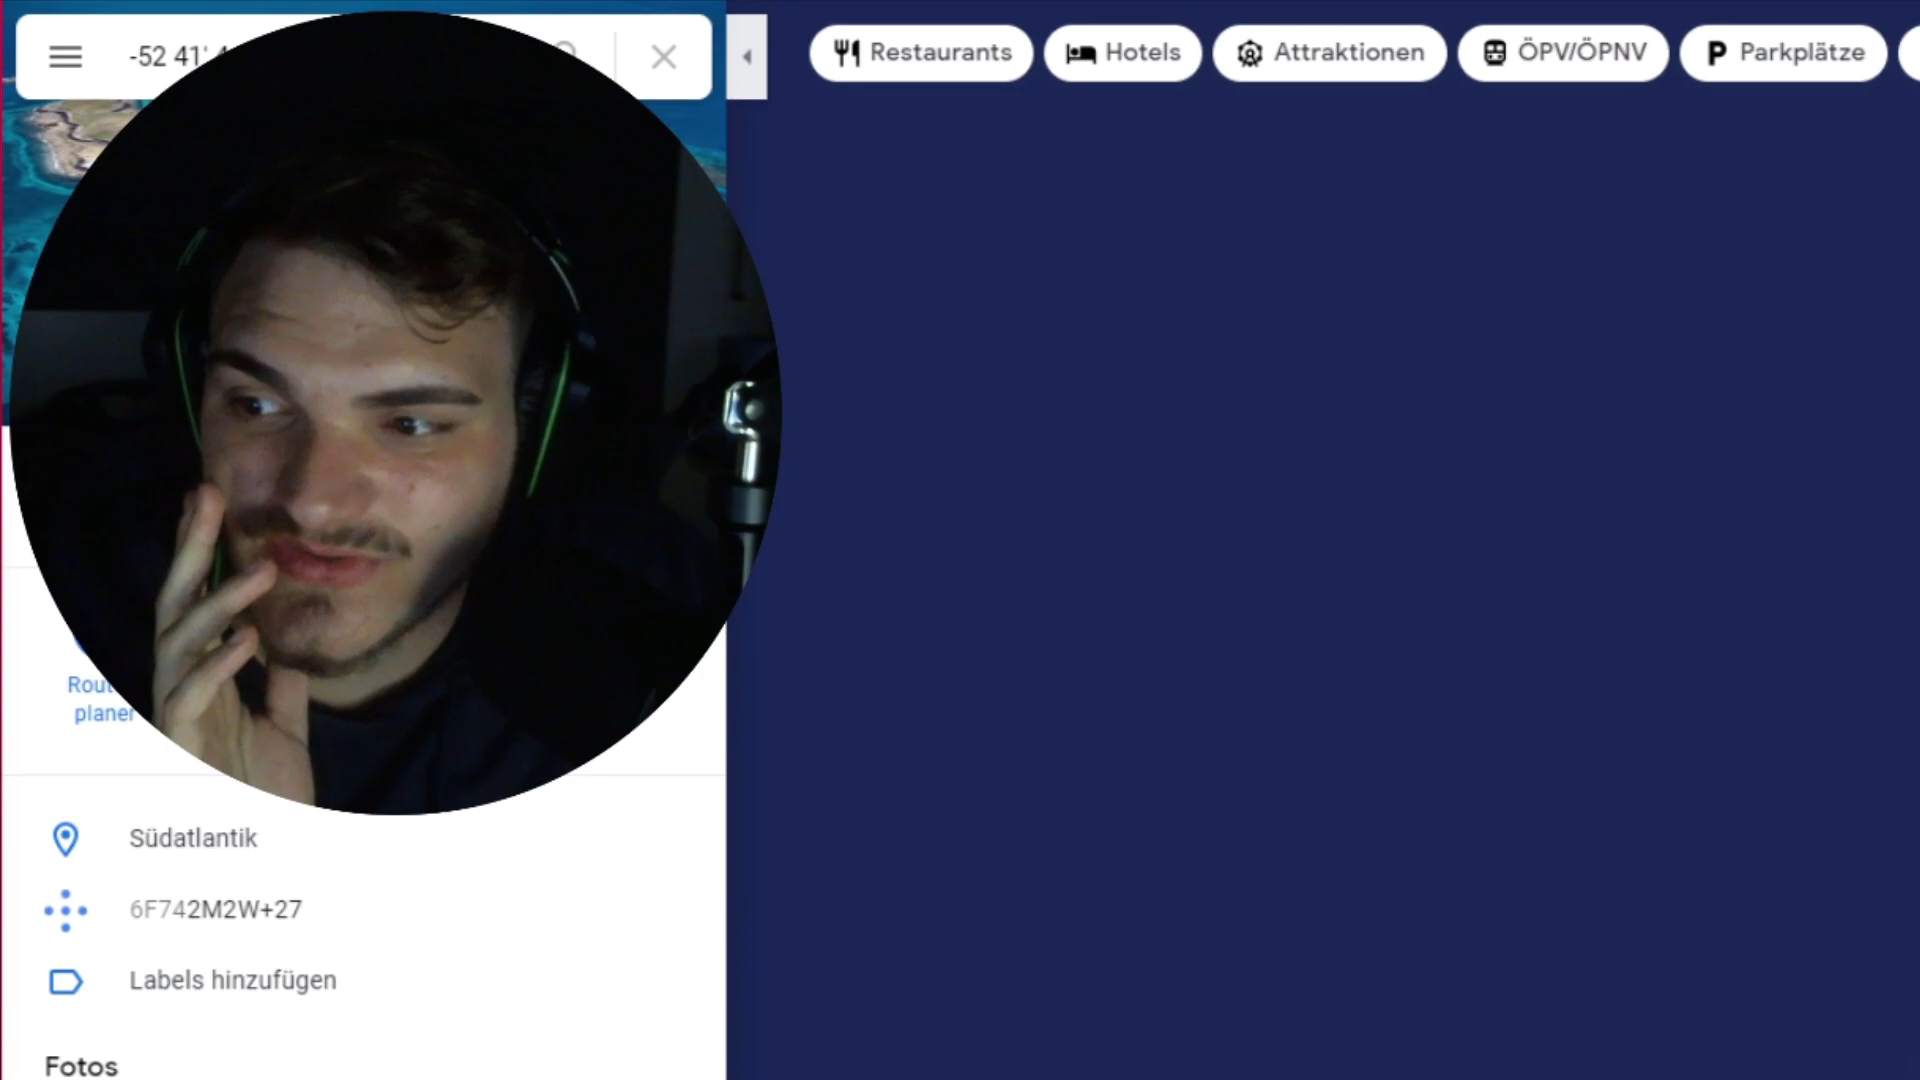 -52 41'
Restaurants
Hotels
Attraktionen
ÖPV/ÖPNV
Parkplätze
planer
Südatlantik
6F742M2W+27
Labels hinzufügen
Fotos